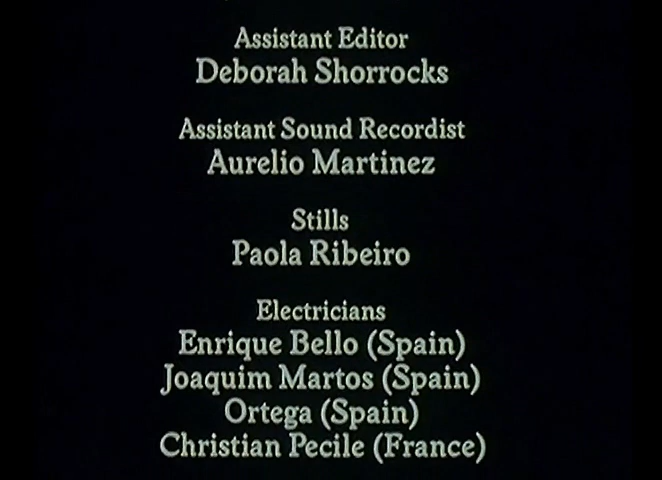 Assistant Editor
Deborah Shorrocks
Assistant Sound Recordist
Aurelio Martinez
Stills
Paola Ribeiro
Electricians
Enrique Bello (Spain)
Joaquim Martos (Spain)
Ortega (Spain)
Christian Pecile (France)